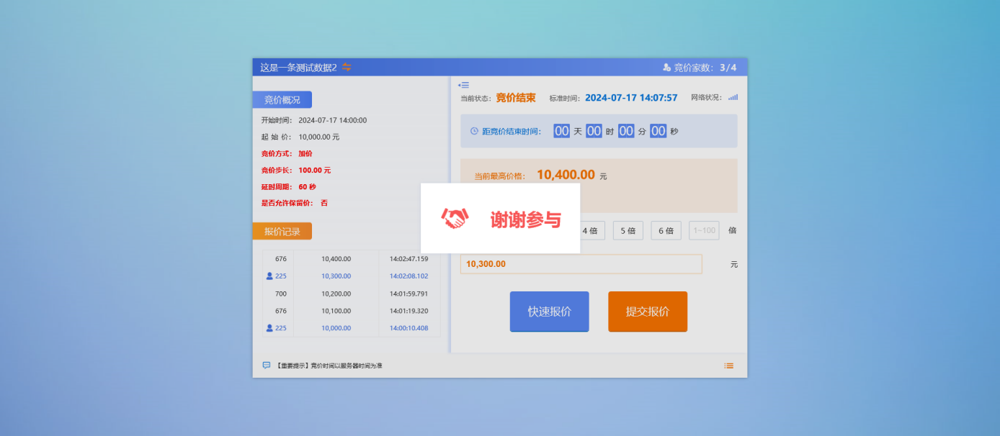 这是一条测试数据2
竞价家数： 3/4
竞价概况
开始时间： 2024-07-17 14:00:00
起 始 价： 10,000.00 元
竞价方式： 加价
竞价步长： 100.00 元
延时周期： 60 秒
是否允许保留价： 否
报价记录
676 10,400.00 14:02:47.159
225 10,300.00 14:02:08.102
700 10,200.00 14:01:59.791
676 10,100.00 14:01:19.320
225 10,000.00 14:00:10.408
当前状态： 竞价结束 标准时间： 2024-07-17 14:07:57 网络状况：
距竞价结束时间： 00 天 00 时 00 分 00 秒
当前最高价格： 10,400.00 元
谢谢参与
4 倍 5 倍 6 倍 1~100 倍
10,300.00 元
快速报价 提交报价
【重要提示】竞价时间以服务器时间为准